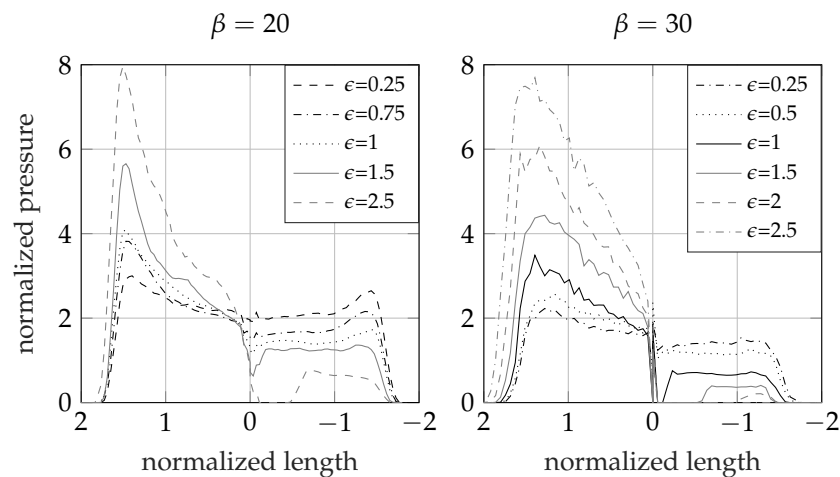 β = 20
8
6
4
2
0
2
1
0
−1
−2
normalized pressure
normalized length
ϵ=0.25
ϵ=0.75
ϵ=1
ϵ=1.5
ϵ=2.5
β = 30
8
6
4
2
0
2
1
0
−1
−2
normalized length
ϵ=0.25
ϵ=0.5
ϵ=1
ϵ=1.5
ϵ=2
ϵ=2.5